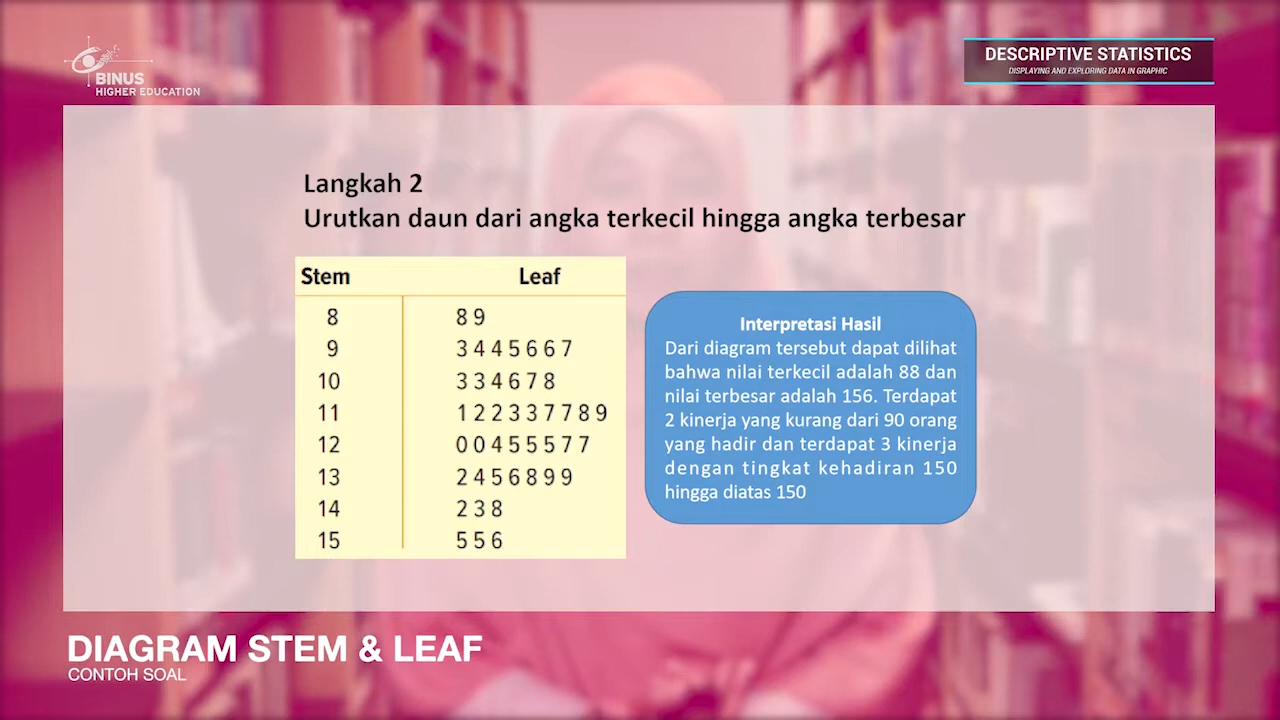 BINUS
HIGHER EDUCATION
DESCRIPTIVE STATISTICS
DISPLAYING AND EXPLORING DATA IN GRAPHIC
Langkah 2
Urutkan daun dari angka terkecil hingga angka terbesar
Stem Leaf
8 8 9
9 3 4 4 5 6 6 7
10 3 3 4 6 7 8
11 1 2 2 3 3 7 7 8 9
12 0 0 4 5 5 5 7 7
13 2 4 5 6 8 9 9
14 2 3 8
15 5 5 6
Interpretasi Hasil
Dari diagram tersebut dapat dilihat
bahwa nilai terkecil adalah 88 dan
nilai terbesar adalah 156. Terdapat
2 kinerja yang kurang dari 90 orang
yang hadir dan terdapat 3 kinerja
dengan tingkat kehadiran 150
hingga diatas 150
DIAGRAM STEM & LEAF
CONTOH SOAL